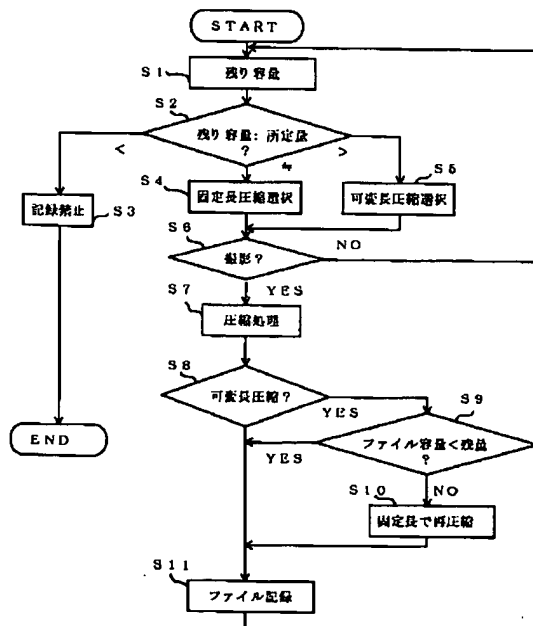 START
S1
残り容量
S2
残り容量:所定量
?
<
≒
>
S3
記録禁止
S4
固定長圧縮選択
S5
可変長圧縮選択
S6
撮影?
NO
YES
S7
圧縮処理
S8
可変長圧縮?
YES
S9
ファイル容量<残量
?
YES
NO
END
S10
固定長で再圧縮
S11
ファイル記録